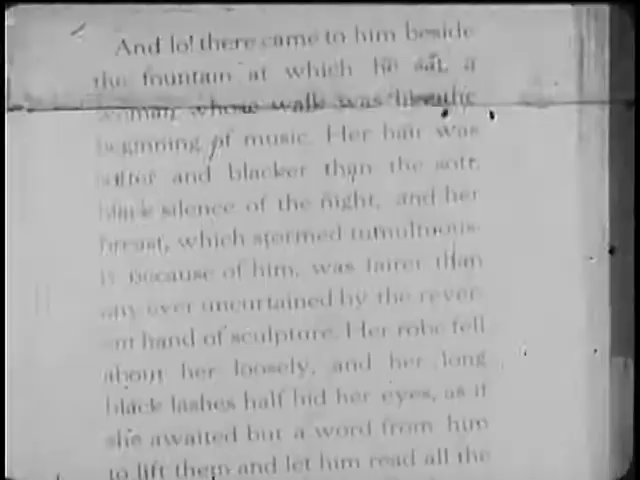 And lo! there came to him beside
the fountain at which he sat, a
woman whose walk was like the
beginning of music. Her hair was
softer and blacker than the soft,
black silence of the night, and her
breast, which stormed tumultuous-
ly because of him, was fairer than
any ever uncurtained by the rever-
ent hand of sculpture. Her robe fell
about her loosely, and her long
black lashes half hid her eyes, as if
she awaited but a word from him
to lift them and let him read all the